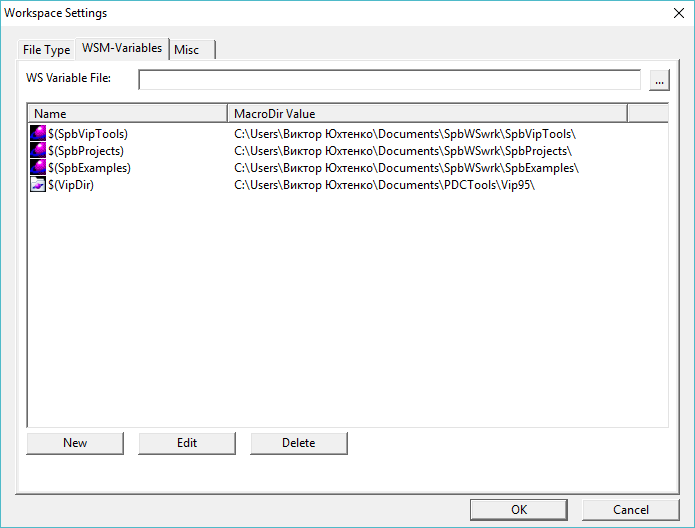 Workspace Settings
File Type WSM-Variables Misc
WS Variable File: ...
Name MacroDir Value
$(SpbVipTools) C:\Users\Виктор Юхтенко\Documents\SpbWSwrk\SpbVipTools\
$(SpbProjects) C:\Users\Виктор Юхтенко\Documents\SpbWSwrk\SpbProjects\
$(SpbExamples) C:\Users\Виктор Юхтенко\Documents\SpbWSwrk\SpbExamples\
$(VipDir) C:\Users\Виктор Юхтенко\Documents\PDCTools\Vip95\
New Edit Delete
OK Cancel